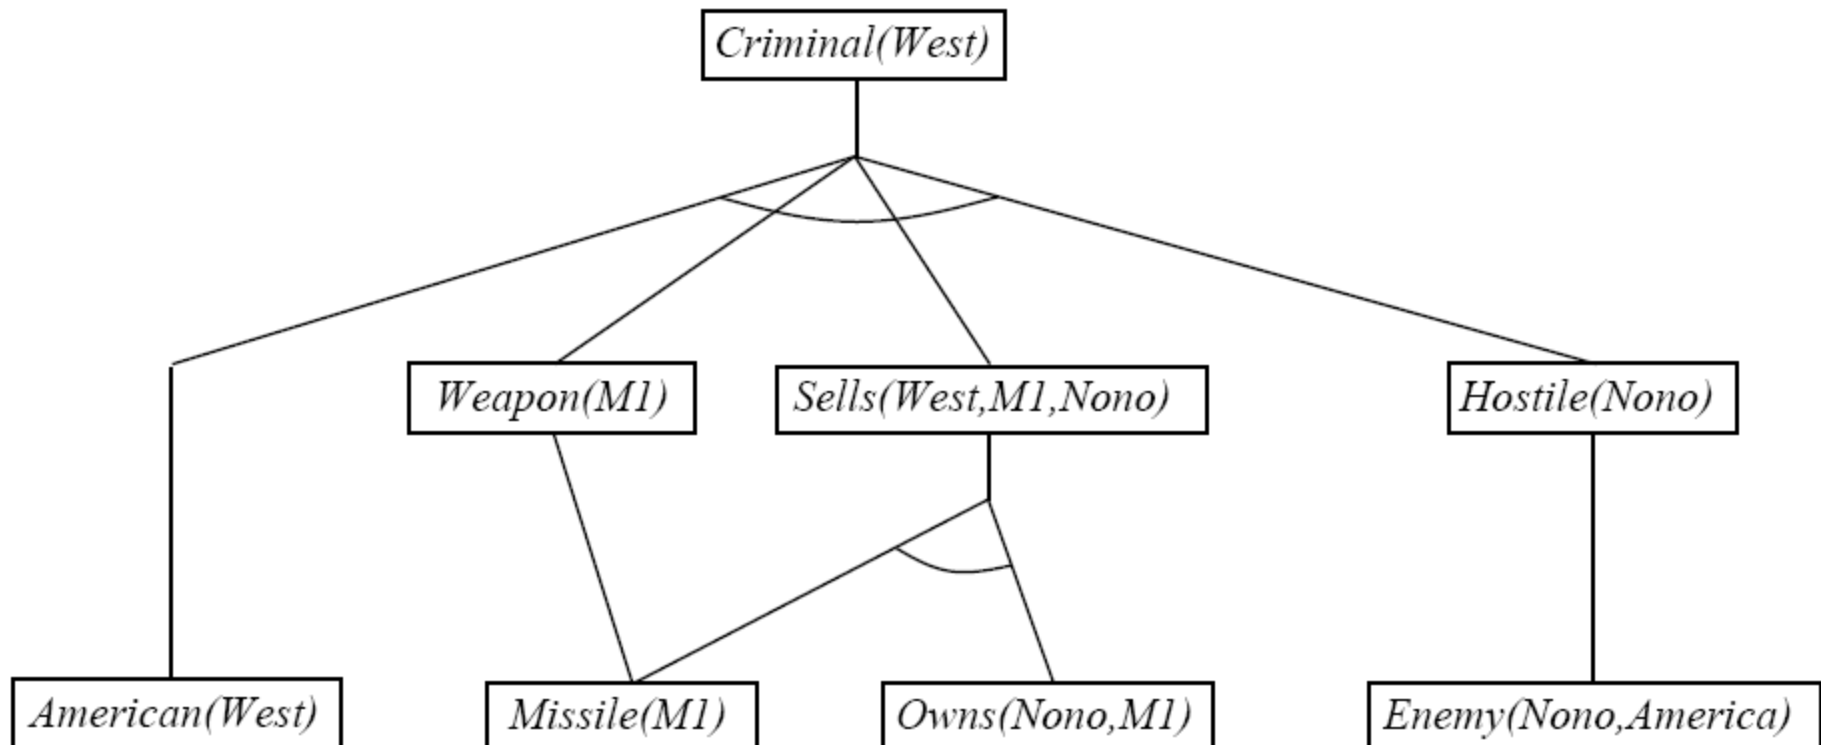 Criminal(West)
Weapon(M1)
Sells(West,M1,Nono)
Hostile(Nono)
American(West)
Missile(M1)
Owns(Nono,M1)
Enemy(Nono,America)